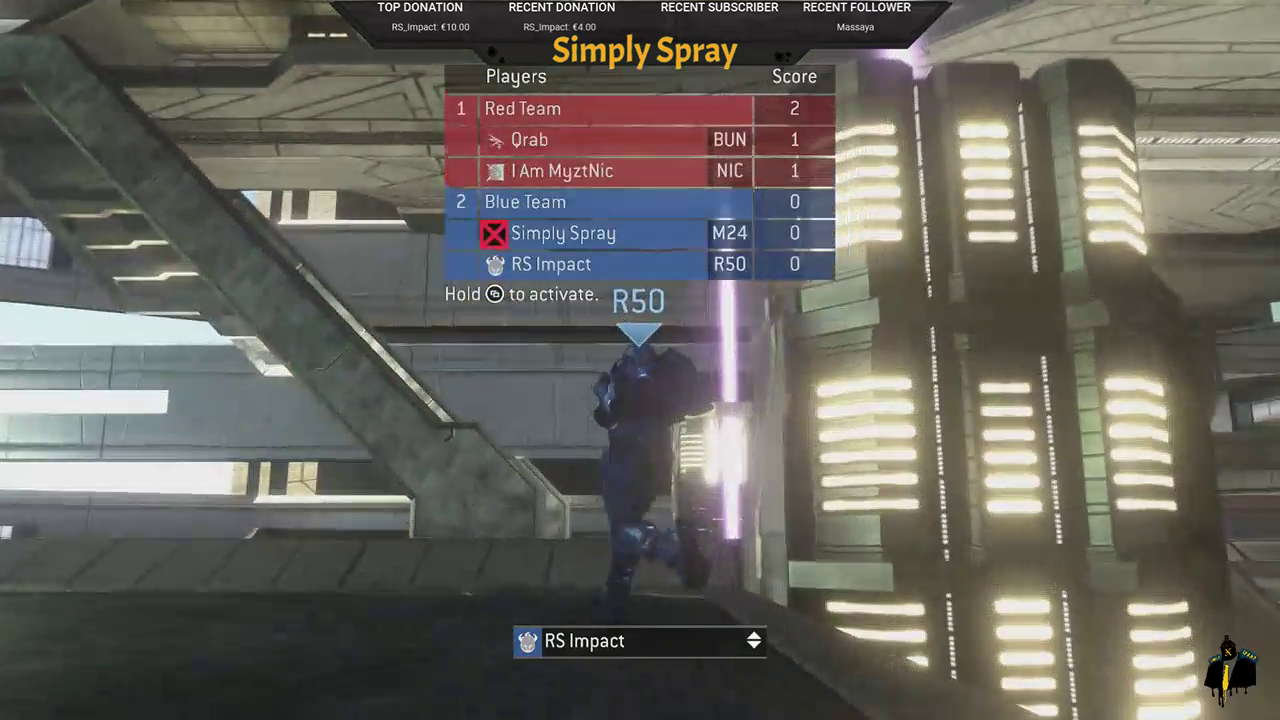 TOP DONATION RECENT DONATION RECENT SUBSCRIBER RECENT FOLLOWER
RS_Impact: €10.00 RS_Impact: €4.00 Massaya
Simply Spray
Players Score
1 Red Team 2
Qrab BUN 1
I Am MyztNic NIC 1
2 Blue Team 0
Simply Spray M24 0
RS Impact R50 0
Hold to activate.
R50
RS Impact